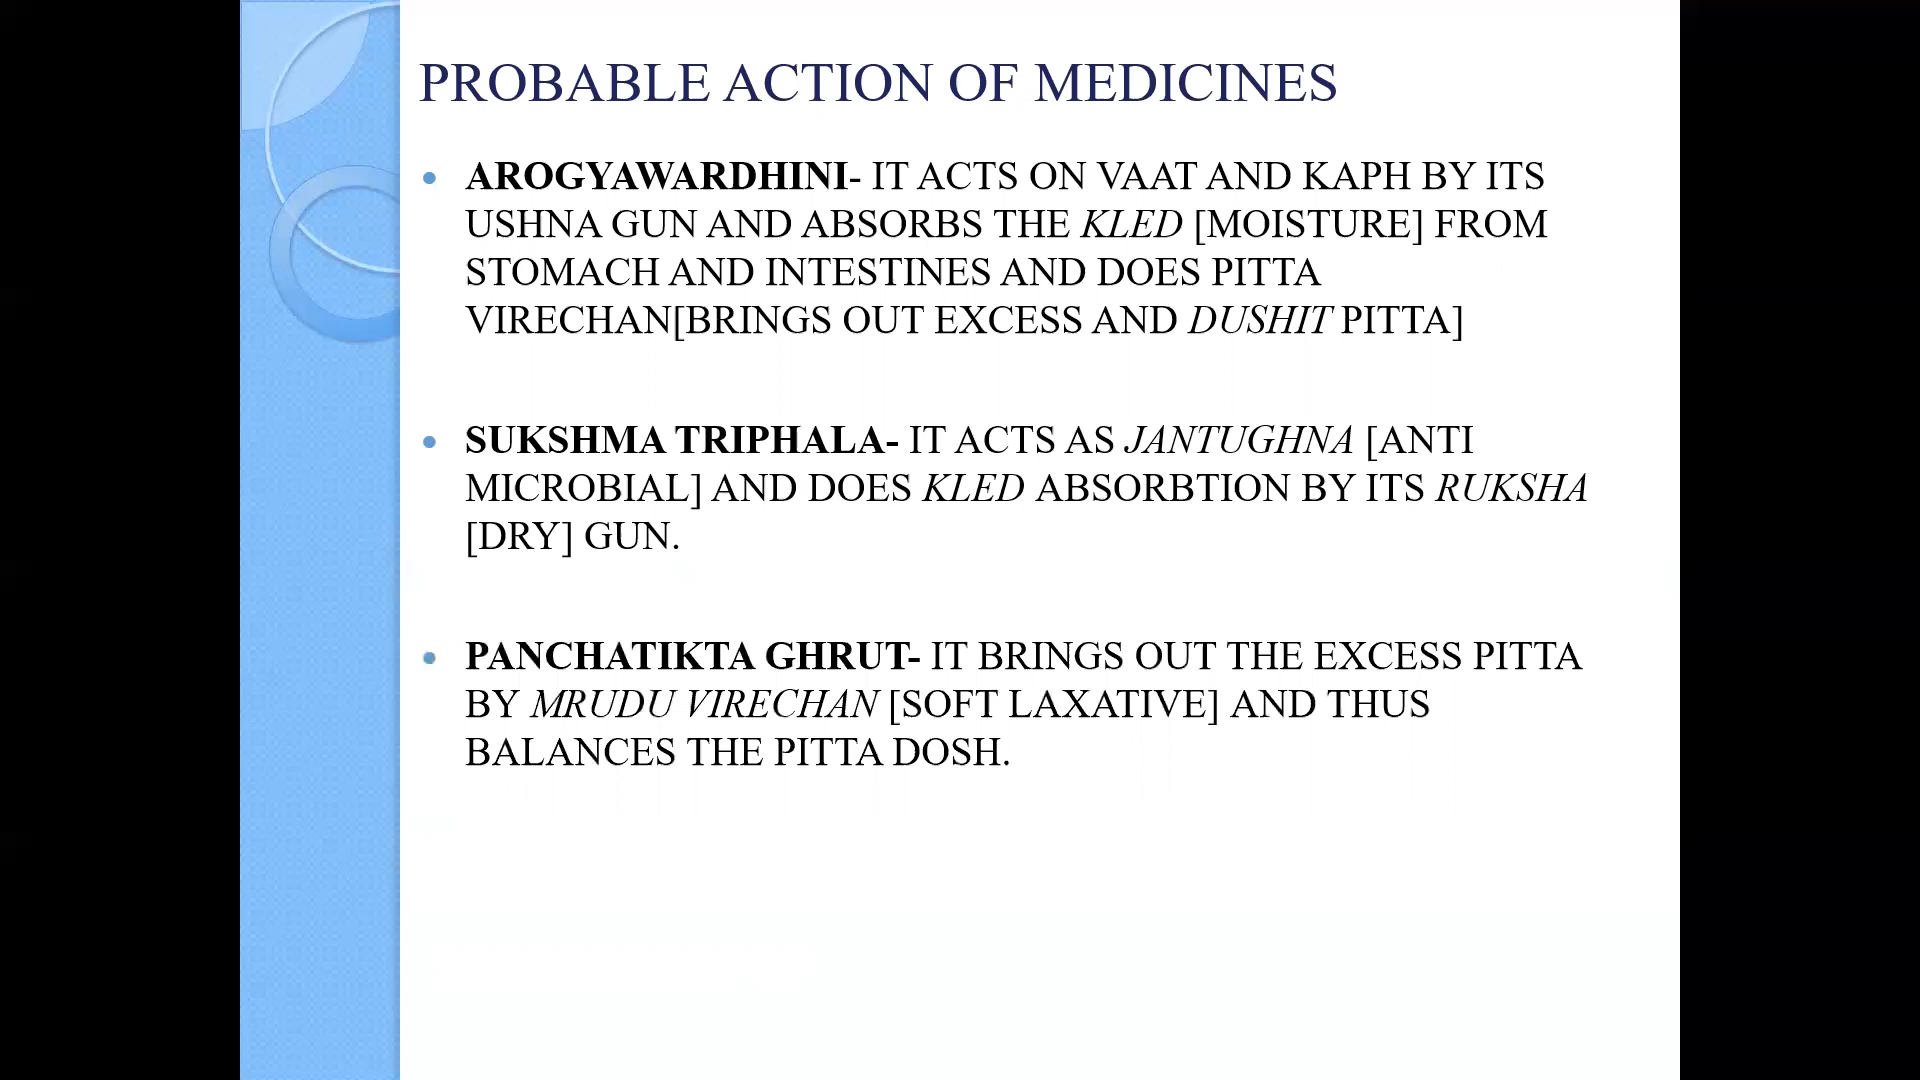 PROBABLE ACTION OF MEDICINES
• AROGYAWARDHINI- IT ACTS ON VAAT AND KAPH BY ITS
USHNA GUN AND ABSORBS THE KLED [MOISTURE] FROM
STOMACH AND INTESTINES AND DOES PITTA
VIRECHAN[BRINGS OUT EXCESS AND DUSHIT PITTA]
• SUKSHMA TRIPHALA- IT ACTS AS JANTUGHNA [ANTI
MICROBIAL] AND DOES KLED ABSORBTION BY ITS RUKSHA
[DRY] GUN.
• PANCHATIKTA GHRUT- IT BRINGS OUT THE EXCESS PITTA
BY MRUDU VIRECHAN [SOFT LAXATIVE] AND THUS
BALANCES THE PITTA DOSH.